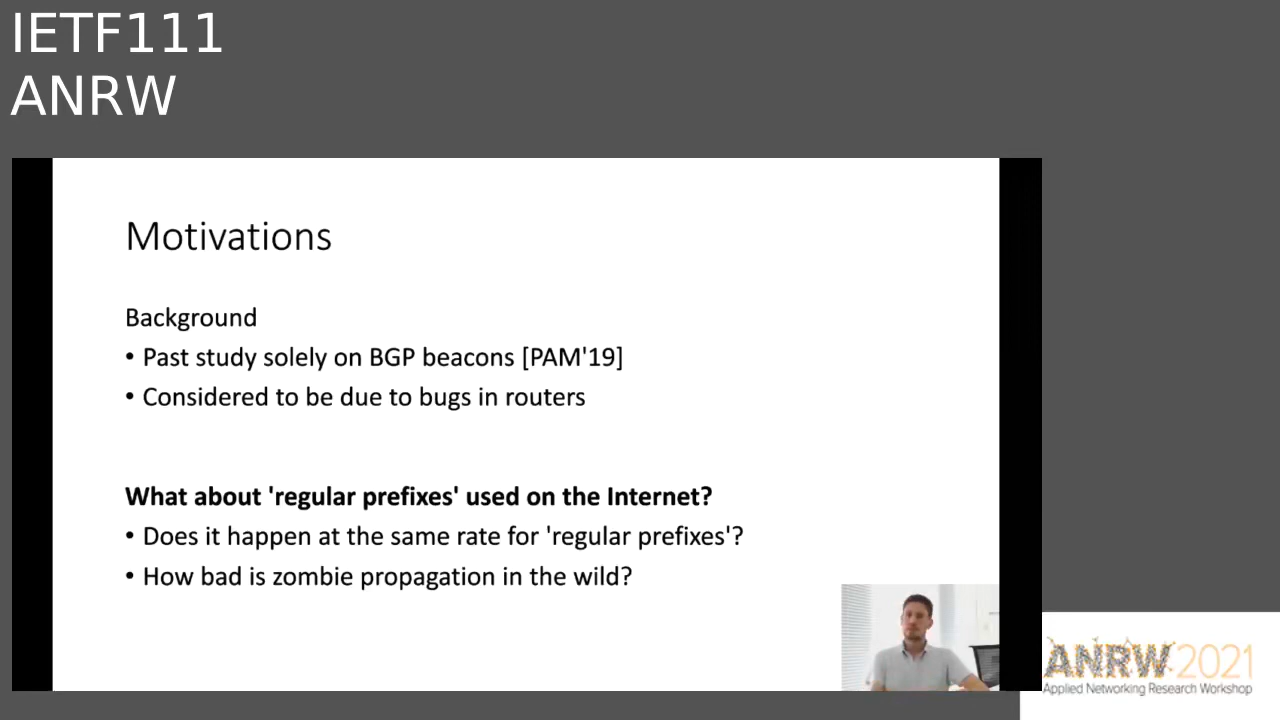 IETF111
ANRW
Motivations
Background
• Past study solely on BGP beacons [PAM'19]
• Considered to be due to bugs in routers
What about 'regular prefixes' used on the Internet?
• Does it happen at the same rate for 'regular prefixes'?
• How bad is zombie propagation in the wild?
ANRW 2021
Applied Networking Research Workshop